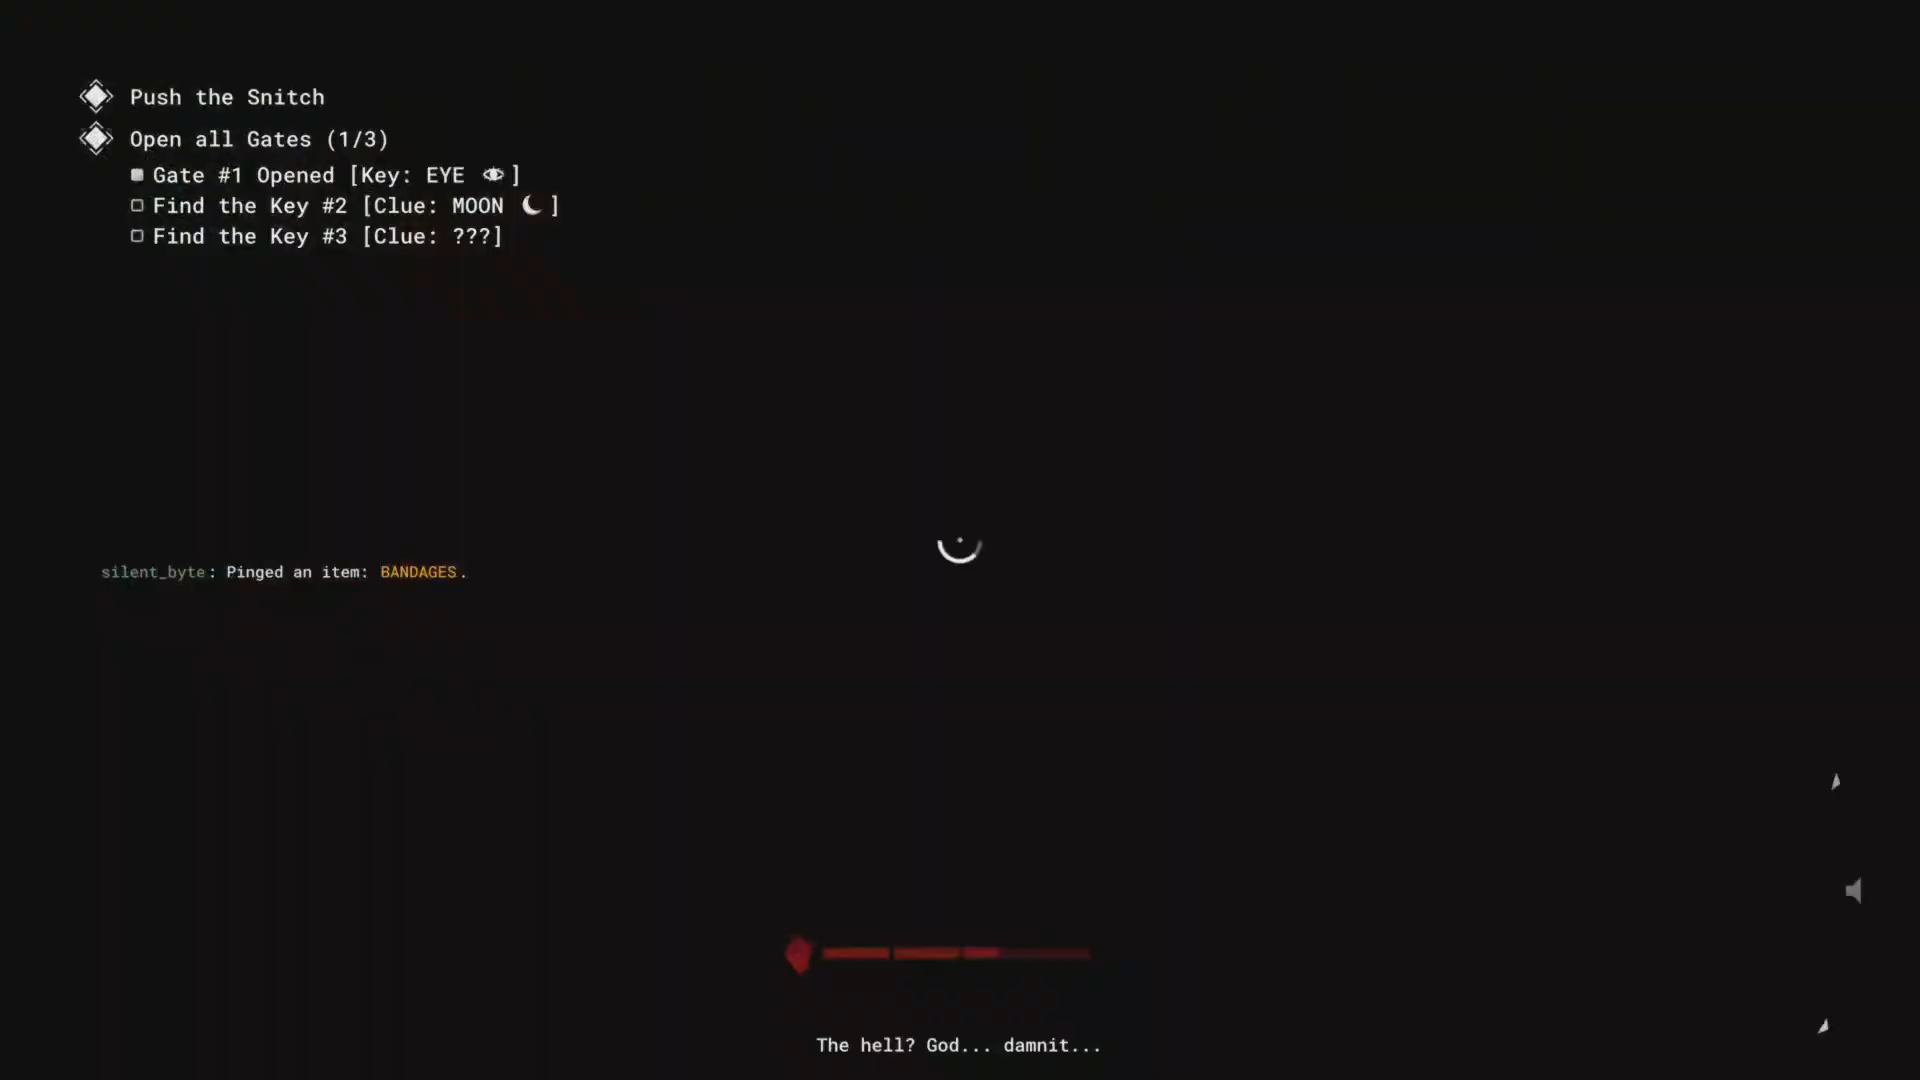 Push the Snitch
Open all Gates (1/3)
Gate #1 Opened [Key: EYE 👁]
Find the Key #2 [Clue: MOON 🌙]
Find the Key #3 [Clue: ???]
silent_byte: Pinged an item: BANDAGES.
The hell? God... damnit...